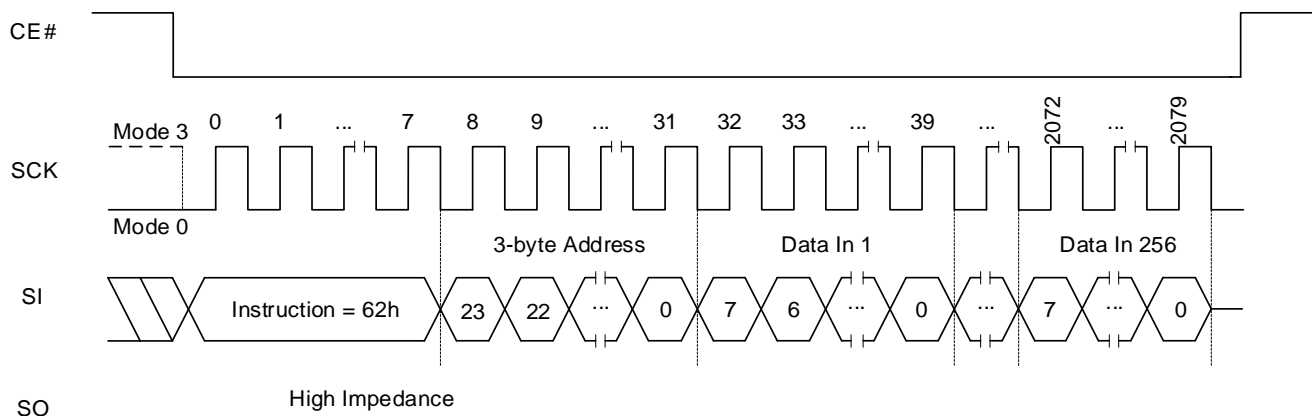 CE#
0 1 ... 7 8 9 ... 31 32 33 ... 39 ... 2072 ... 2079
Mode 3
SCK
Mode 0
3-byte Address Data In 1 Data In 256
SI Instruction = 62h 23 22 ... 0 7 6 ... 0 ... 7 ... 0
High Impedance
SO